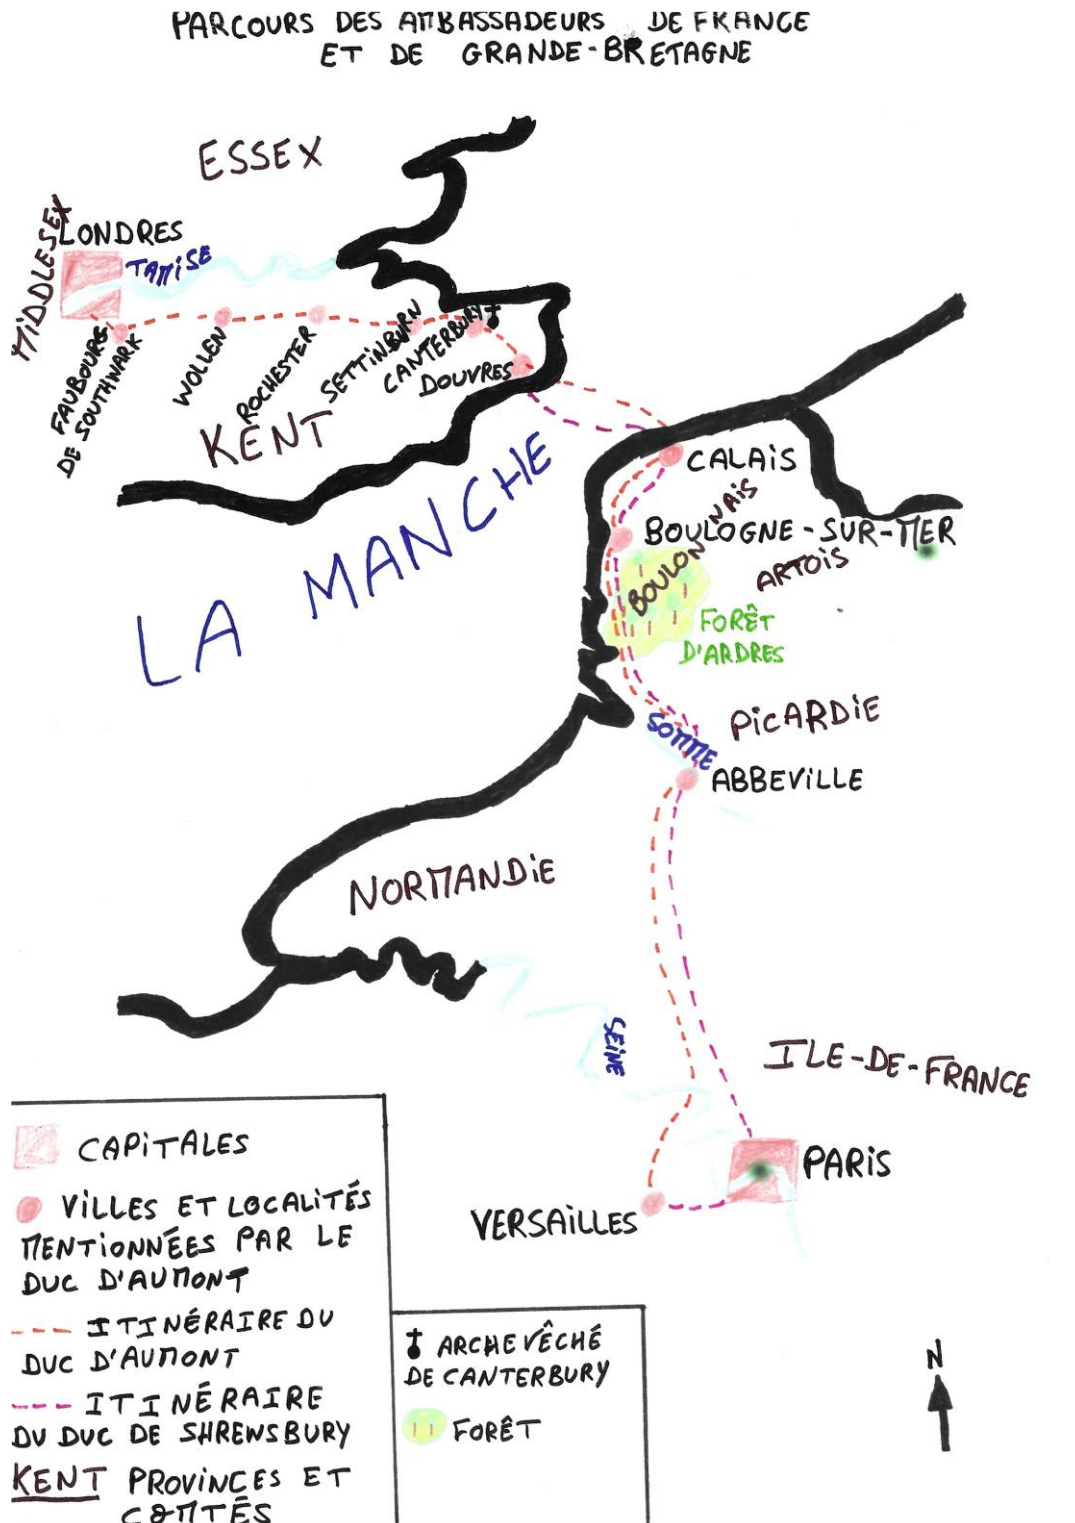 PARCOURS DES AMBASSADEURS DE FRANCE
ET DE GRANDE-BRETAGNE
ESSEX
MIDDLESEX
LONDRES
TAMISE
FAUBOURG
DE SOUTHWARK
WOLLEN
ROCHESTER
SETTINBURN
CANTERBURY
DOUVRES
KENT
LA MANCHE
CALAIS
BOULOGNE-SUR-MER
BOULONNAIS
ARTOIS
FORÊT
D'ARDRES
PICARDIE
SOMME
ABBEVILLE
NORMANDIE
SEINE
ILE-DE-FRANCE
PARIS
VERSAILLES
CAPITALES
VILLES ET LOCALITÉS
MENTIONNÉES PAR LE
DUC D'AUMONT
ITINÉRAIRE DU
DUC D'AUMONT
ITINÉRAIRE
DU DUC DE SHREWSBURY
KENT PROVINCES ET
COMTÉS
ARCHEVÊCHÉ
DE CANTERBURY
FORÊT
N